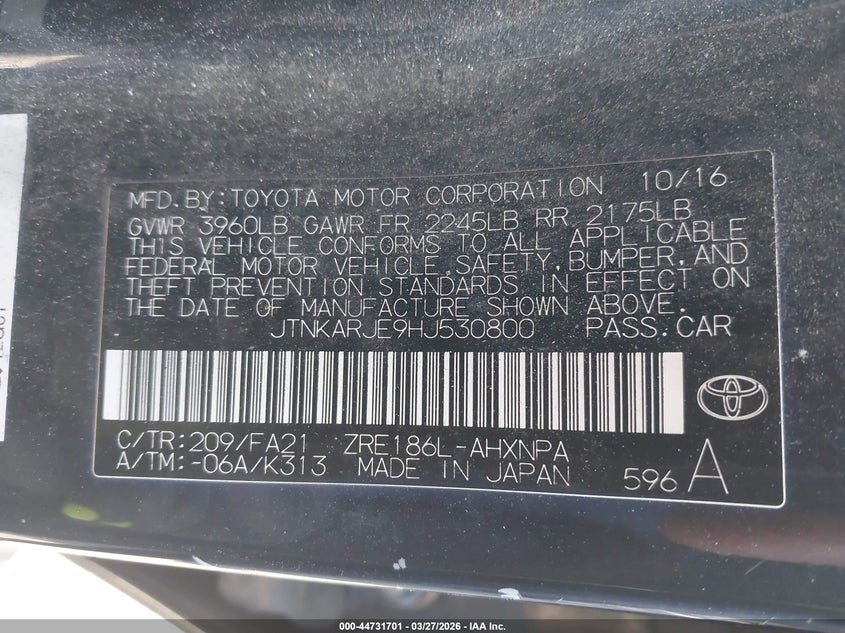 MFD.BY:TOYOTA MOTOR CORPORATION 10/16
GVWR 3960LB GAWR FR 2245LB RR 2175LB
THIS VEHICLE CONFORMS TO ALL APPLICABLE
FEDERAL MOTOR VEHICLE SAFETY,BUMPER,AND
THEFT PREVENTION STANDARDS IN EFFECT ON
THE DATE OF MANUFACTURE SHOWN ABOVE.
JTNKARJE9HJ530800 PASS.CAR
C/TR:209/FA21 ZRE186L-AHXNPA
A/TM:-06A/K313 MADE IN JAPAN 596 A
000-44731701 - 03/27/2026 - IAA Inc.